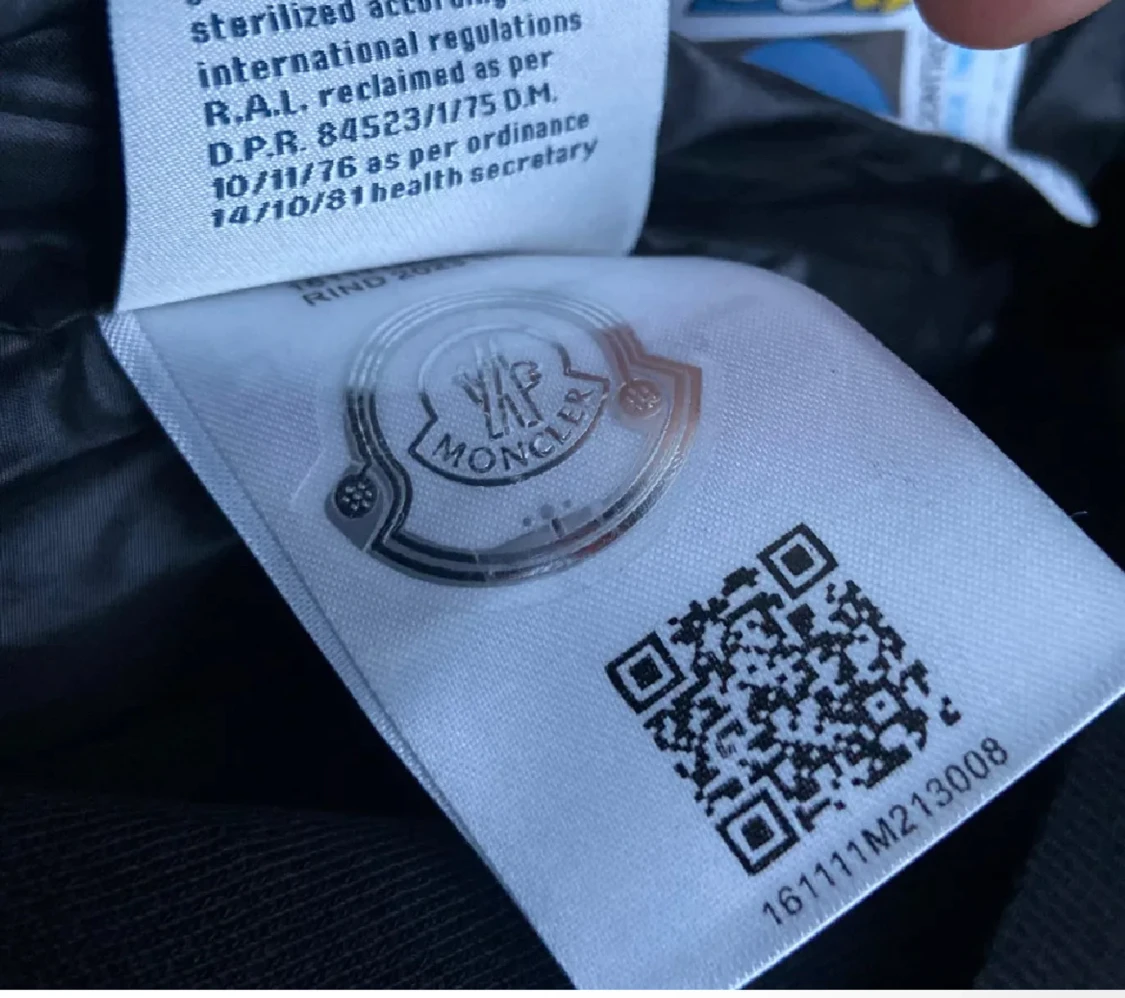 sterilized according
international regulations
R.A.L. reclaimed as per
D.P.R. 84523/1/75 D.M.
10/11/76 as per ordinance
14/10/81 health secretary
RIND
MONCLER
161111M213008